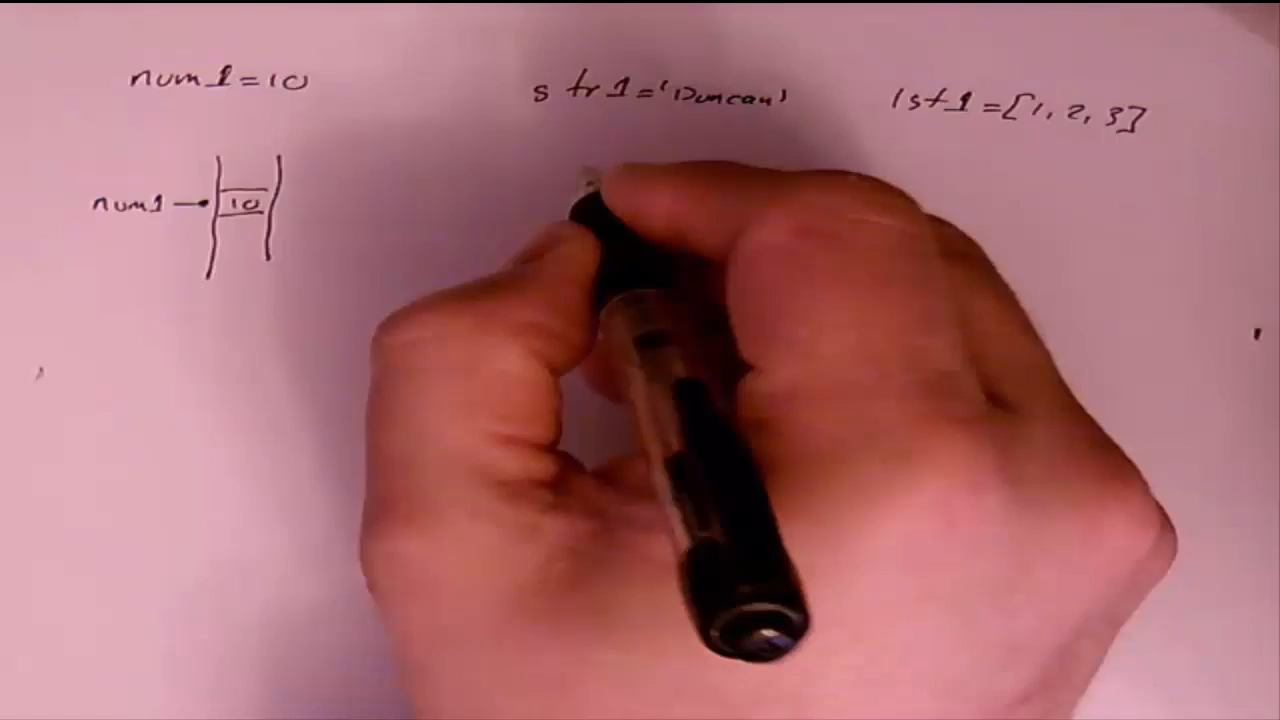 num1=10
str1='Duncan'
lst1=[1, 2, 3]
num1 10